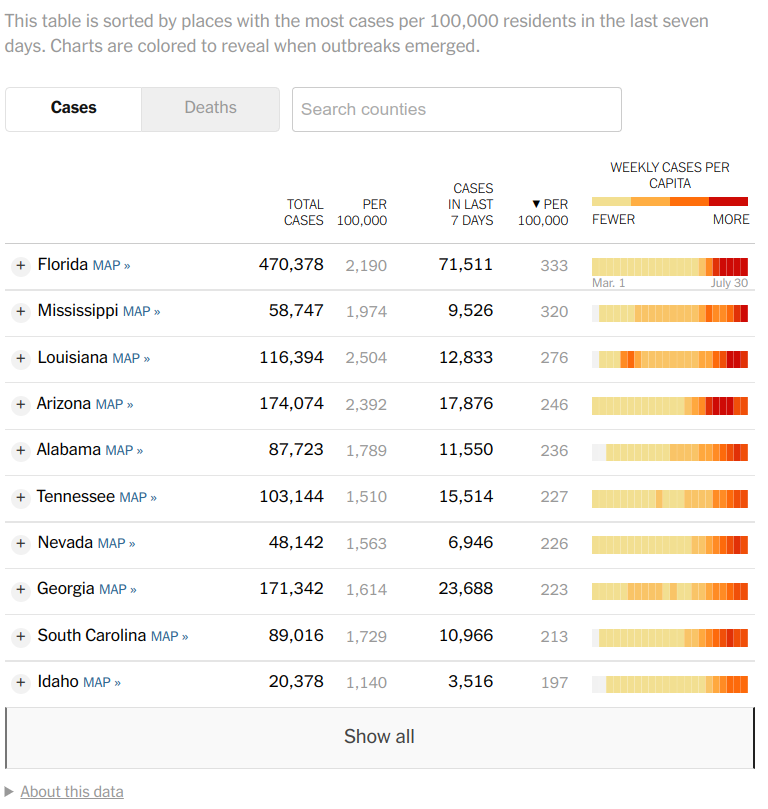 This table is sorted by places with the most cases per 100,000 residents in the last seven
days. Charts are colored to reveal when outbreaks emerged.
Cases Deaths Search counties
WEEKLY CASES PER
CAPITA
CASES
TOTAL PER IN LAST ▼ PER
CASES 100,000 7 DAYS 100,000 FEWER MORE
+ Florida MAP » 470,378 2,190 71,511 333
Mar. 1 July 30
+ Mississippi MAP » 58,747 1,974 9,526 320
+ Louisiana MAP » 116,394 2,504 12,833 276
+ Arizona MAP » 174,074 2,392 17,876 246
+ Alabama MAP » 87,723 1,789 11,550 236
+ Tennessee MAP » 103,144 1,510 15,514 227
+ Nevada MAP » 48,142 1,563 6,946 226
+ Georgia MAP » 171,342 1,614 23,688 223
+ South Carolina MAP » 89,016 1,729 10,966 213
+ Idaho MAP » 20,378 1,140 3,516 197
Show all
▶ About this data